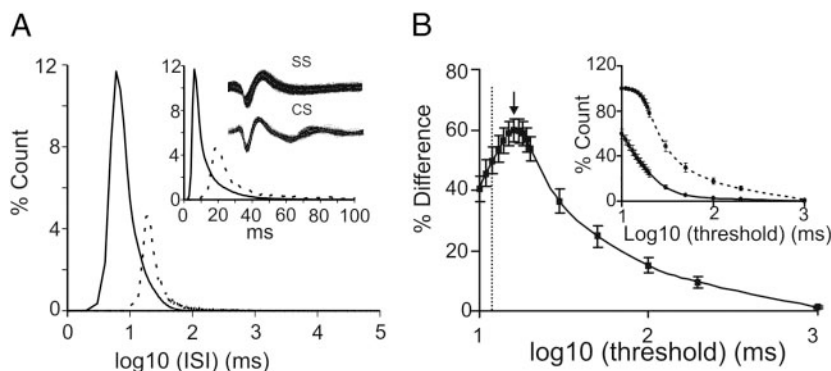 A
B
12
8
4
0
% Count
0 1 2 3 4 5
log10 (ISI) (ms)
12
8
4
0
0 20 40 60 80 100
ms
SS
CS
80
60
40
20
0
% Difference
1 2 3
log10 (threshold) (ms)
120
80
40
0
% Count
1 2 3
Log10 (threshold) (ms)